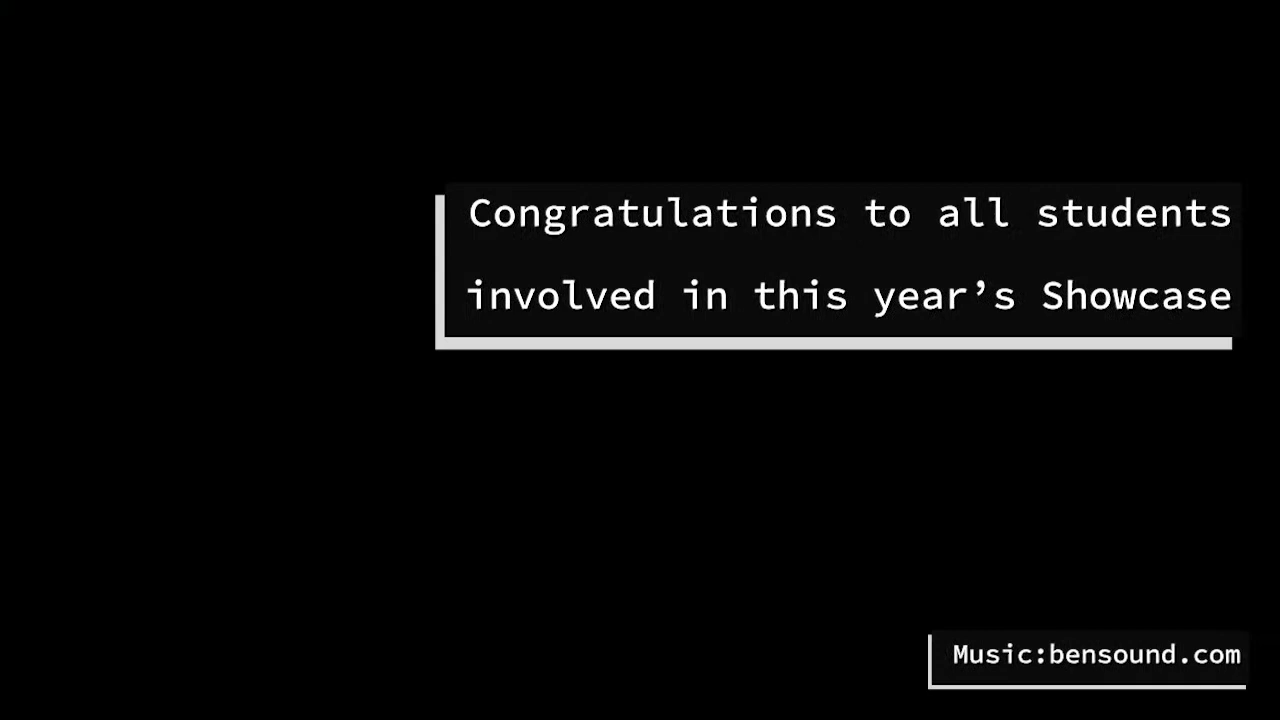 Congratulations to all students
involved in this year’s Showcase
Music:bensound.com